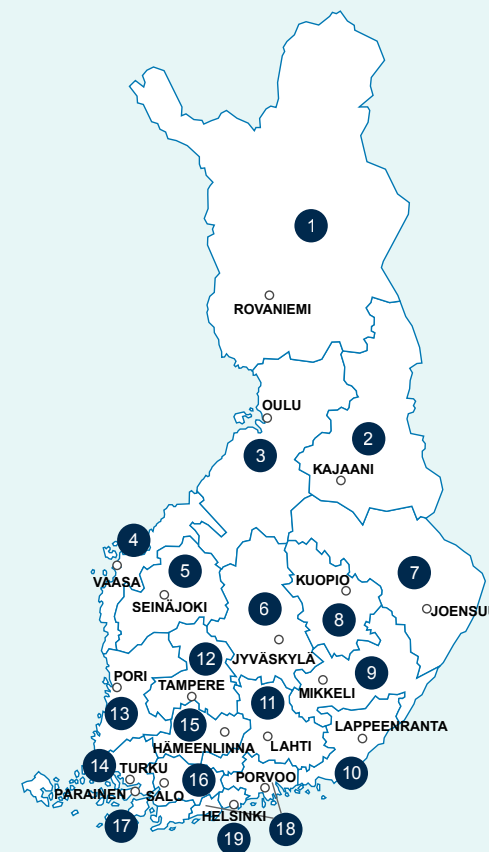 1
ROVANIEMI
OULU
2
3
KAJAANI
4
VAASA
5
SEINÄJOKI
KUOPIO
7
6
JOENSUU
8
JYVÄSKYLÄ
12
9
PORI
TAMPERE
MIKKELI
11
13
15
LAPPEENRANTA
HÄMEENLINNA
LAHTI
14
10
TURKU
16
PORVOO
PARAINEN
SALO
HELSINKI
17
18
19